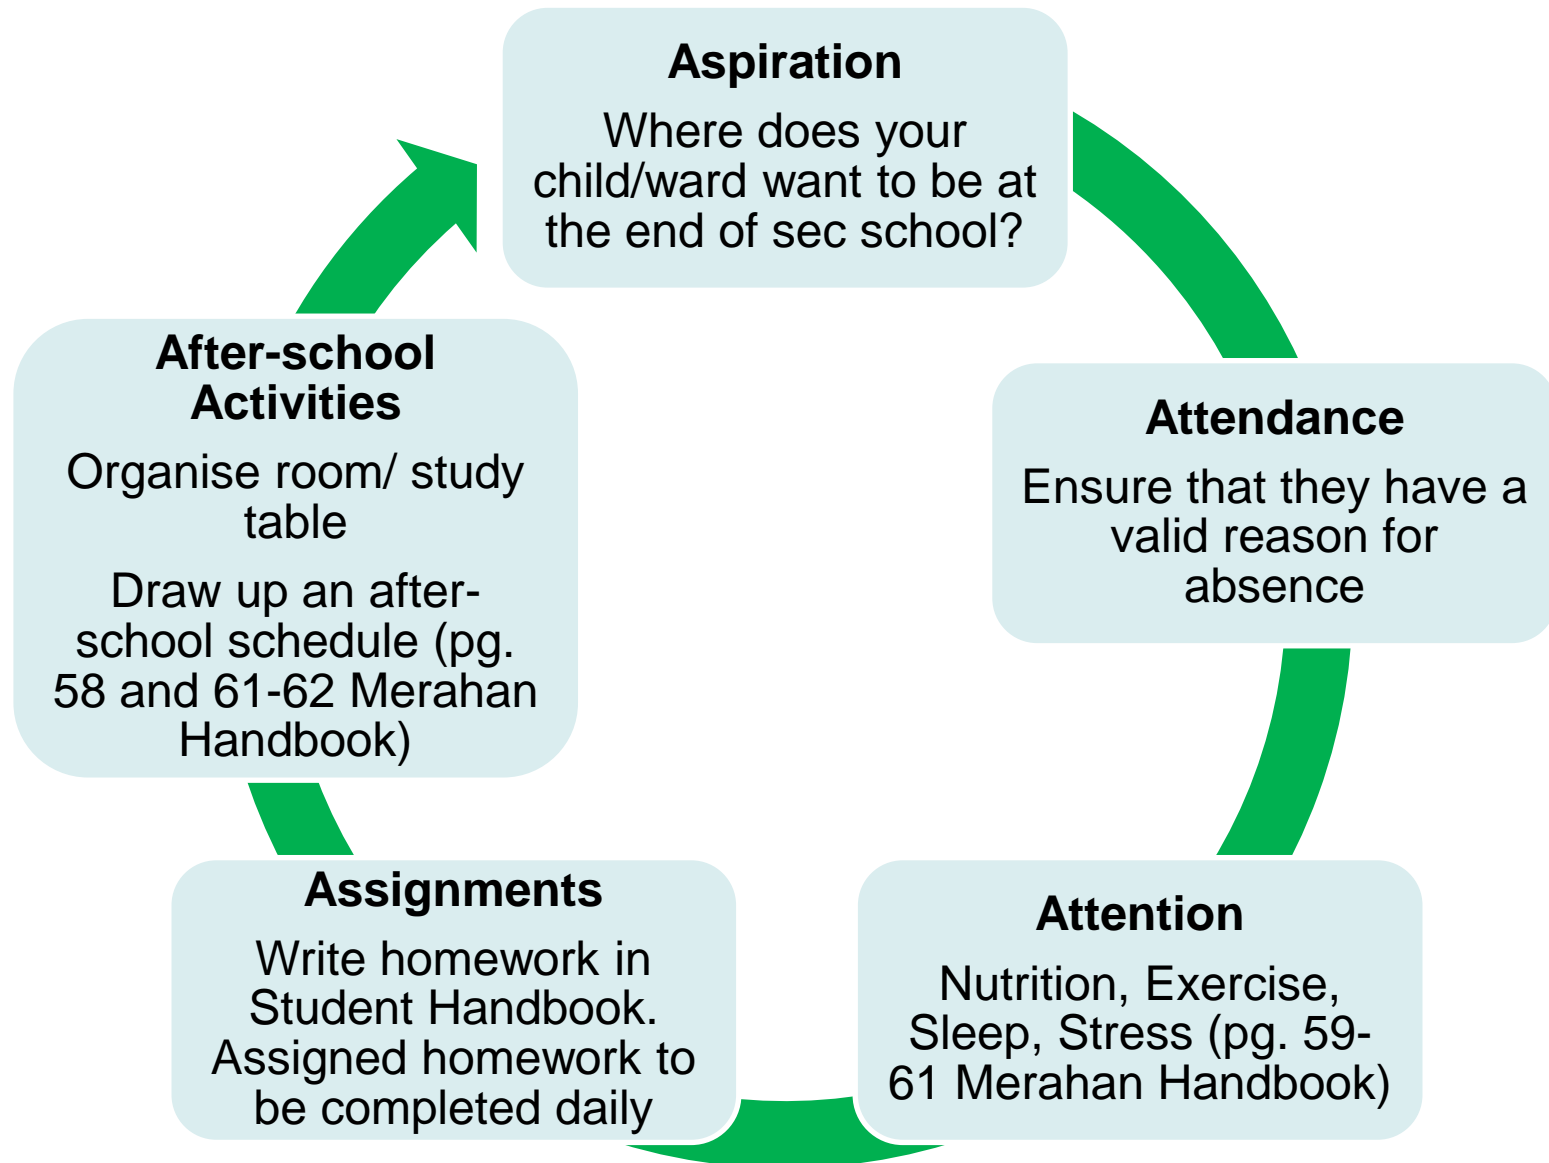 Aspiration
Where does your
child/ward want to be at
the end of sec school?
Attendance
Ensure that they have a
valid reason for
absence
Attention
Nutrition, Exercise,
Sleep, Stress (pg. 59-
61 Merahan Handbook)
Assignments
Write homework in
Student Handbook.
Assigned homework to
be completed daily
After-school
Activities
Organise room/ study
table
Draw up an after-
school schedule (pg.
58 and 61-62 Merahan
Handbook)